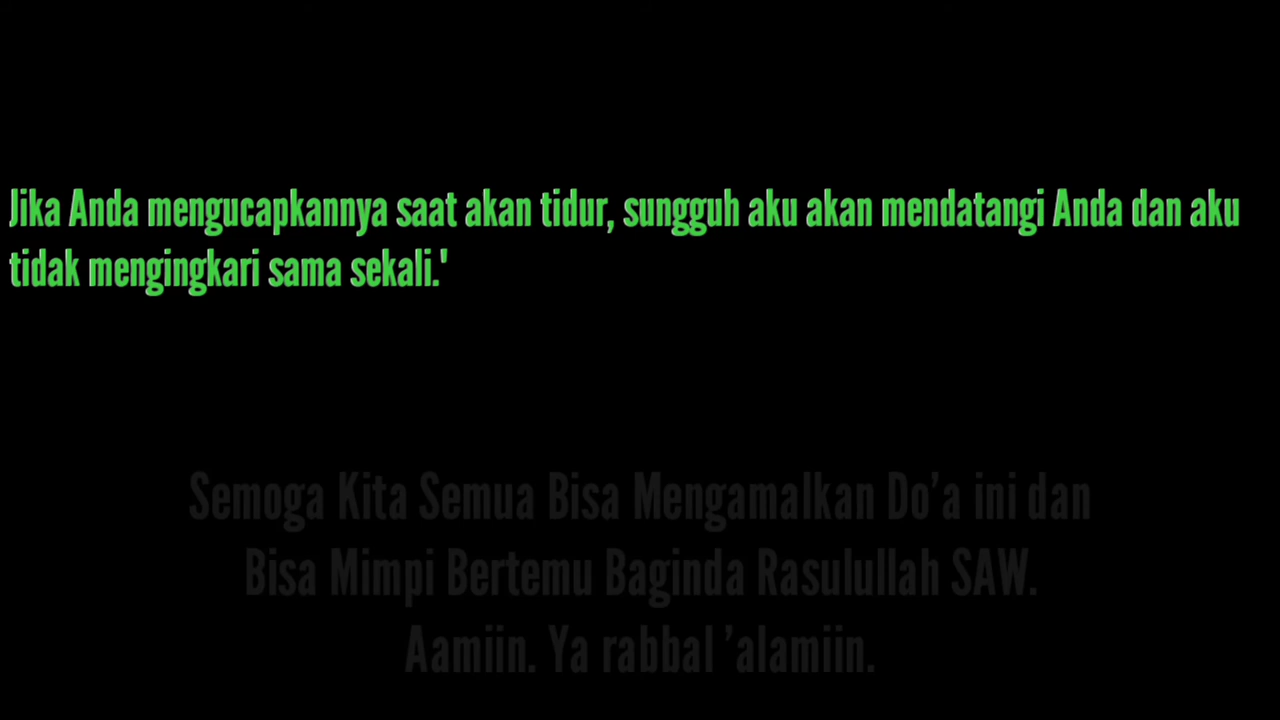 Jika Anda mengucapkannya saat akan tidur, sungguh aku akan mendatangi Anda dan aku
tidak mengingkari sama sekali.'
Semoga Kita Semua Bisa Mengamalkan Do'a ini dan
Bisa Mimpi Bertemu Baginda Rasulullah SAW.
Aamiin. Ya rabbal 'alamiin.